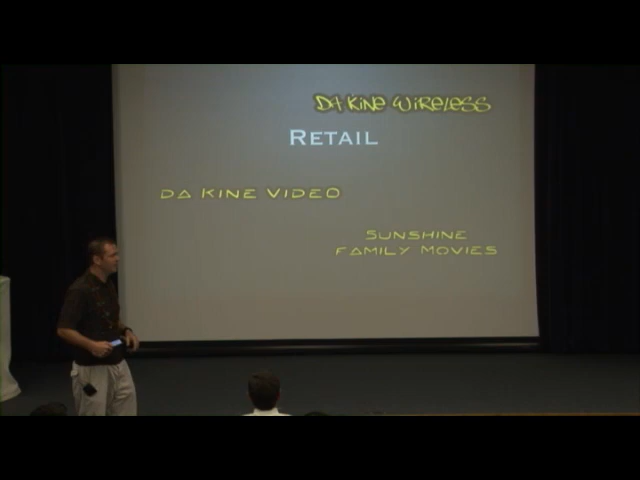 DA KINE WIRELESS
RETAIL
DA KINE VIDEO
SUNSHINE
FAMILY MOVIES